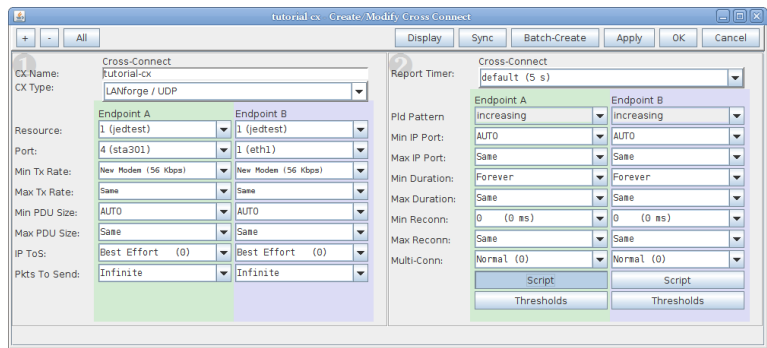 tutorial cx Create/Modify Cross Connect
+ - All Display Sync Batch-Create Apply OK Cancel
1
Cross-Connect
CX Name: tutorial-cx
CX Type: LANforge / UDP
Endpoint A Endpoint B
Resource: 1 (jedtest) 1 (jedtest)
Port: 4 (sta301) 1 (eth1)
Min Tx Rate: New Modem (56 Kbps) New Modem (56 Kbps)
Max Tx Rate: Same Same
Min PDU Size: AUTO AUTO
Max PDU Size: Same Same
IP ToS: Best Effort (0) Best Effort (0)
Pkts To Send: Infinite Infinite
2
Cross-Connect
Report Timer: default (5 s)
Endpoint A Endpoint B
Pld Pattern increasing increasing
Min IP Port: AUTO AUTO
Max IP Port: Same Same
Min Duration: Forever Forever
Max Duration: Same Same
Min Reconn: 0 (0 ms) 0 (0 ms)
Max Reconn: Same Same
Multi-Conn: Normal (0) Normal (0)
Script Script
Thresholds Thresholds